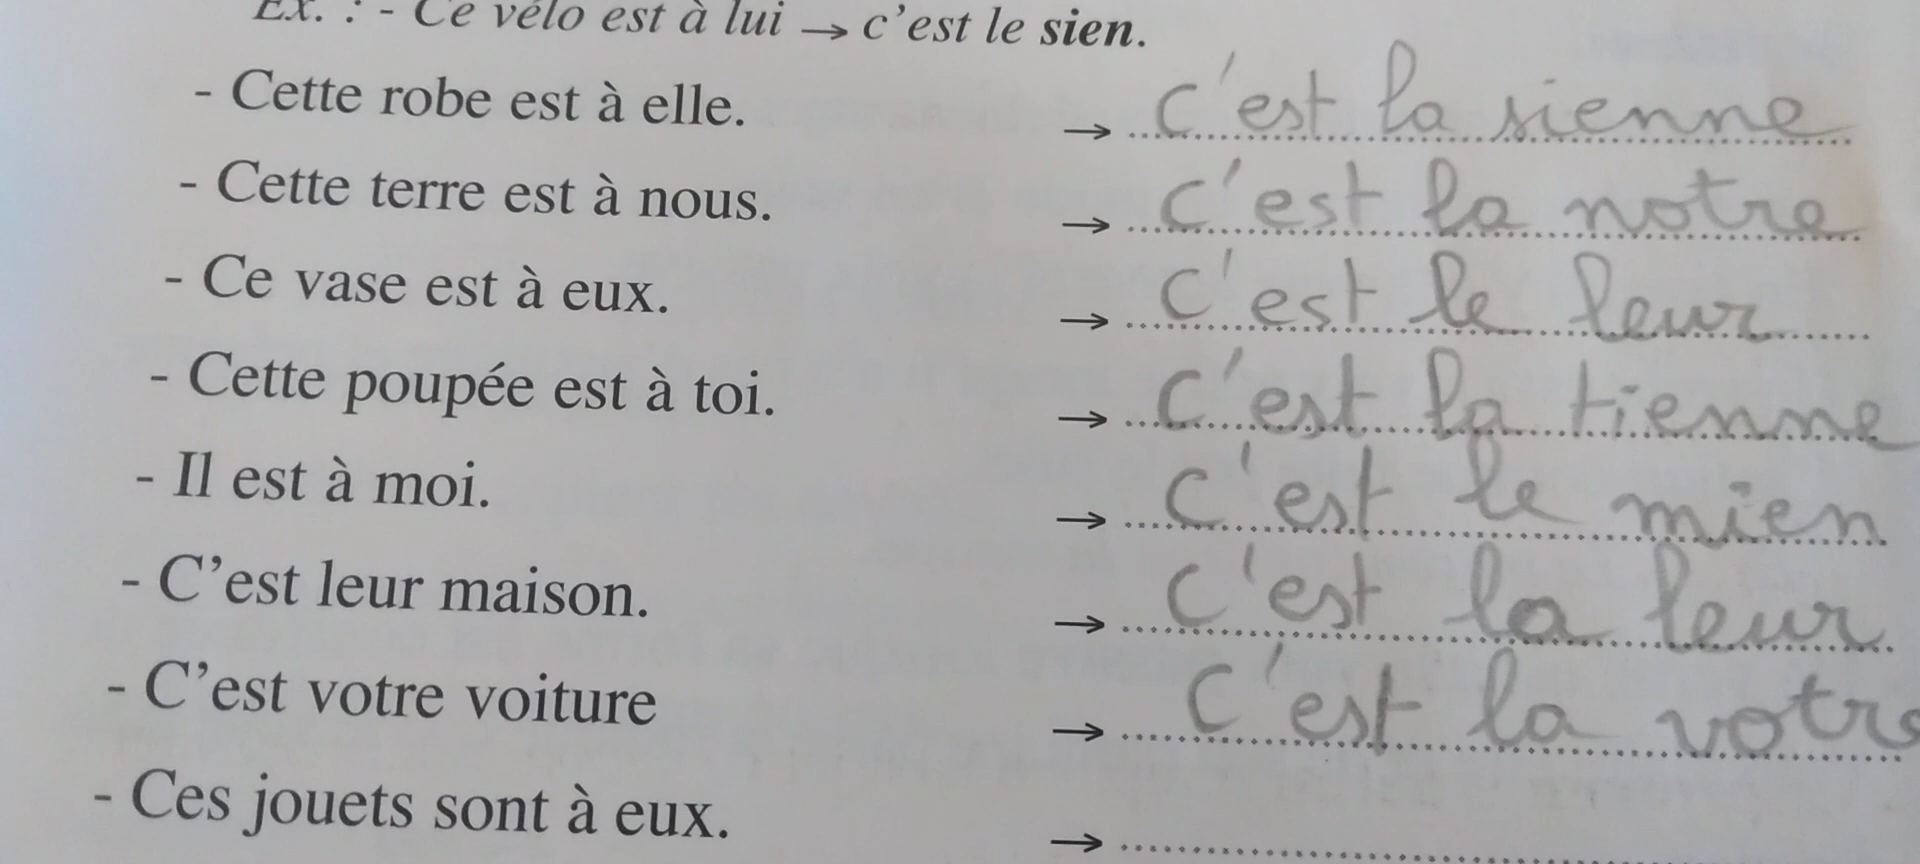 Ex. : - Ce vélo est à lui → c'est le sien.
- Cette robe est à elle. → c'est la sienne
- Cette terre est à nous. → c'est la notre
- Ce vase est à eux. → c'est le leur
- Cette poupée est à toi. → c'est la tienne
- Il est à moi. → c'est le mien
- C'est leur maison. → c'est la leur
- C'est votre voiture → c'est la votre
- Ces jouets sont à eux. →